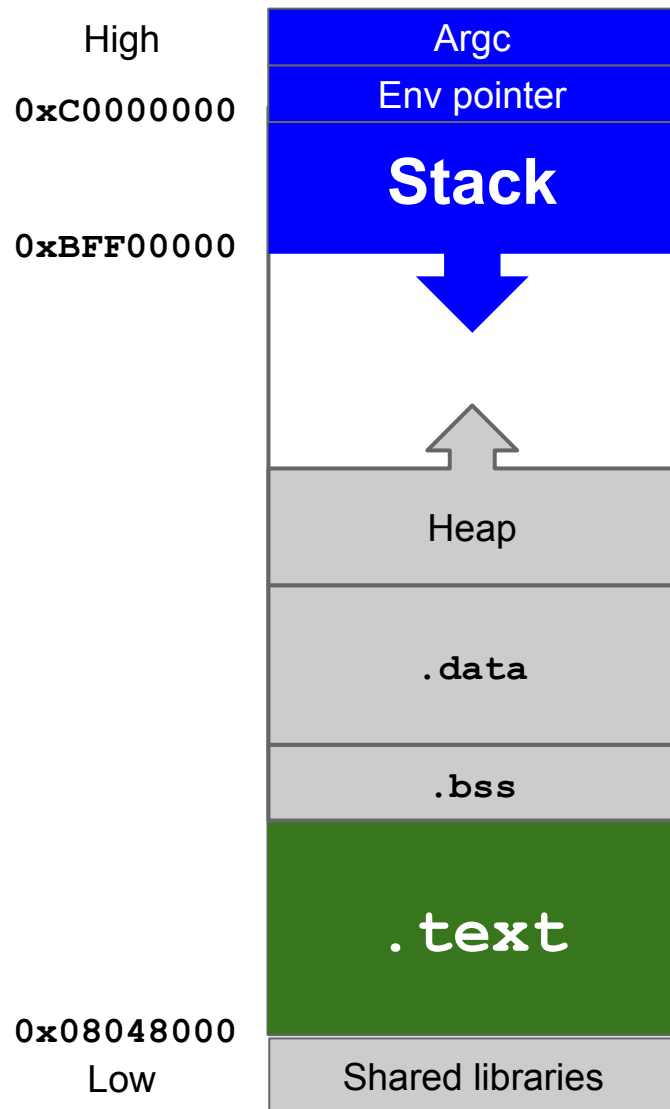 High
Argc
0xC0000000
Env pointer
Stack
0xBFF00000
Heap
.data
.bss
.text
0x08048000
Low
Shared libraries